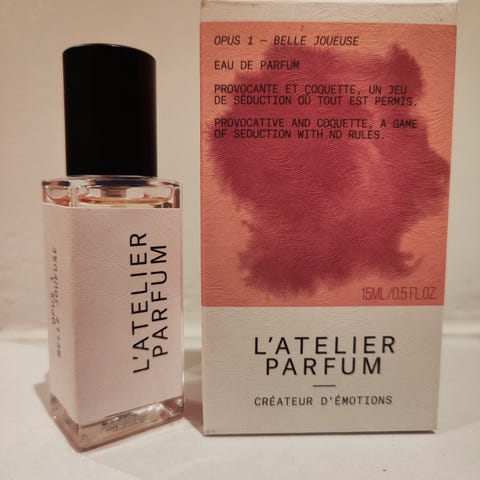 OPUS 1 – BELLE JOUEUSE
EAU DE PARFUM
PROVOCANTE ET COQUETTE, UN JEU
DE SÉDUCTION OÙ TOUT EST PERMIS.
PROVOCATIVE AND COQUETTE, A GAME
OF SEDUCTION WITH NO RULES.
15ML/0.5 FL.OZ.
L'ATELIER
PARFUM
CRÉATEUR D'ÉMOTIONS
L'ATELIER
PARFUM
OPUS 1
BELLE JOUEUSE